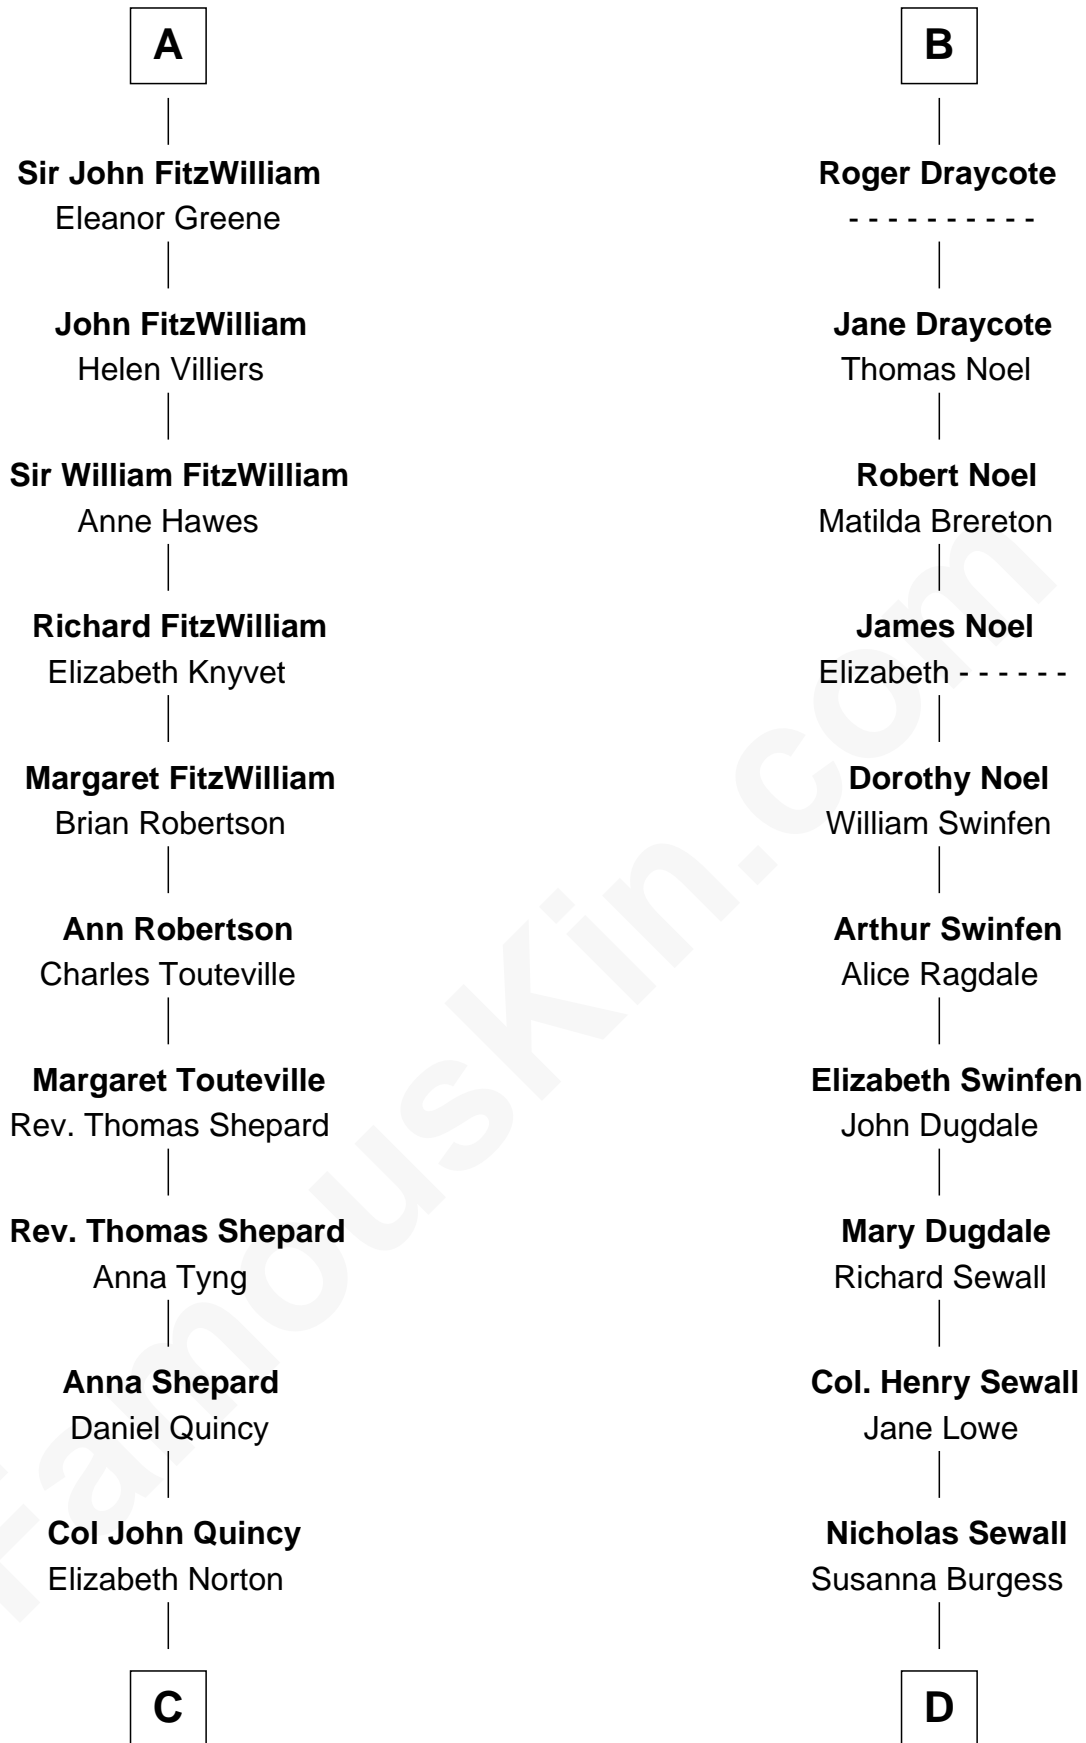 A
Sir John FitzWilliam
Eleanor Greene
John FitzWilliam
Helen Villiers
Sir William FitzWilliam
Anne Hawes
Richard FitzWilliam
Elizabeth Knyvet
Margaret FitzWilliam
Brian Robertson
Ann Robertson
Charles Touteville
Margaret Touteville
Rev. Thomas Shepard
Rev. Thomas Shepard
Anna Tyng
Anna Shepard
Daniel Quincy
Col John Quincy
Elizabeth Norton
C
B
Roger Draycote
- - - - - - - - - -
Jane Draycote
Thomas Noel
Robert Noel
Matilda Brereton
James Noel
Elizabeth - - - - - -
Dorothy Noel
William Swinfen
Arthur Swinfen
Alice Ragdale
Elizabeth Swinfen
John Dugdale
Mary Dugdale
Richard Sewall
Col. Henry Sewall
Jane Lowe
Nicholas Sewall
Susanna Burgess
D
FamousKin.com